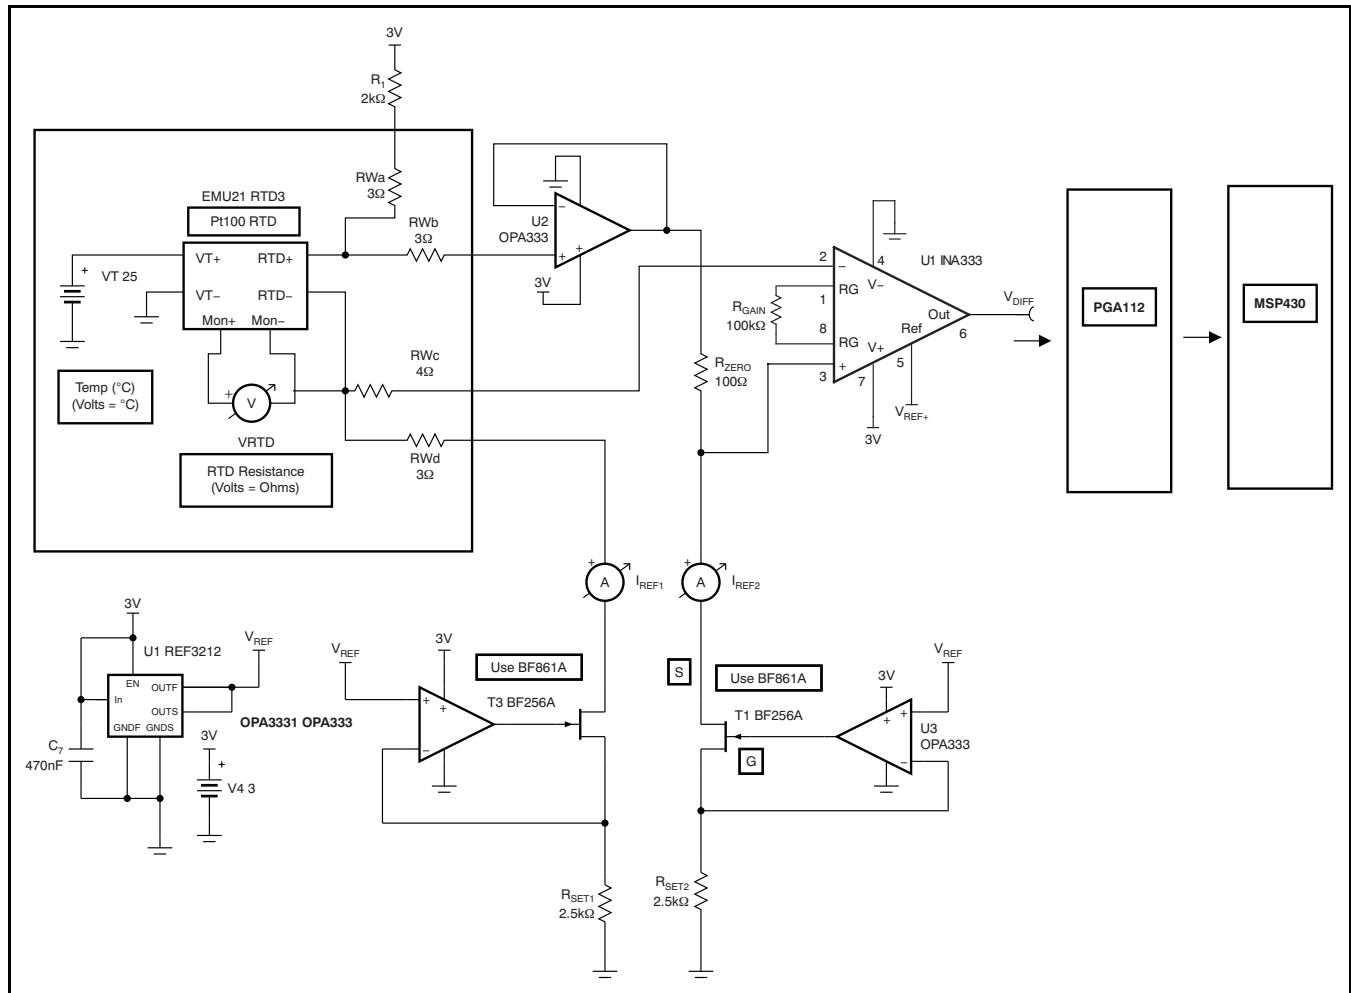 3V
R1
2kΩ
RWa
3Ω
EMU21 RTD3
Pt100 RTD
RWb
3Ω
VT+
RTD+
VT−
RTD−
Mon+
Mon−
+
VT 25
Temp (°C)
(Volts = °C)
+
V
VRTD
RTD Resistance
(Volts = Ohms)
RWc
4Ω
RWd
3Ω
U2
OPA333
−
+
+
3V
RZERO
100Ω
RGAIN
100kΩ
2
−
RG
1
8
RG
+
3
4
V−
U1 INA333
Out
6
Ref
5
V+
7
3V
VREF+
VDIFF
PGA112
MSP430
+
A
IREF1
+
A
IREF2
3V
U1 REF3212
VREF
EN
OUTF
In
OUTS
GNDF
GNDS
C7
470nF
3V
+
V4 3
OPA3331 OPA333
VREF
3V
+
+
−
Use BF861A
T3 BF256A
RSET1
2.5kΩ
S
Use BF861A
T1 BF256A
G
3V
VREF
+
+
−
U3
OPA333
RSET2
2.5kΩ